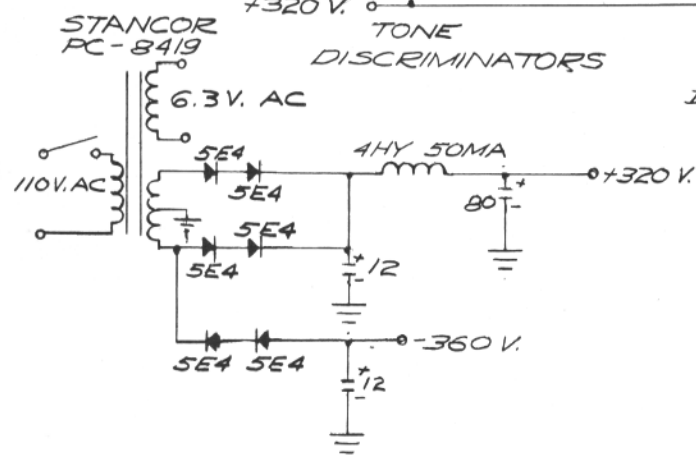 +320 V.
STANCOR
PC-8419
TONE
DISCRIMINATORS
6.3 V. AC
110 V. AC
5E4
5E4
4HY 50MA
+320 V.
+
80
-
5E4
5E4
+
12
-
-360 V.
5E4
5E4
+
12
-